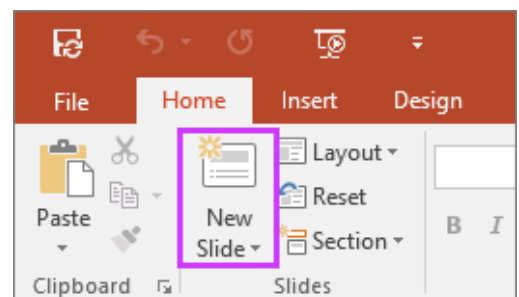 File Home Insert Design
Layout
Reset
Paste New
Slide Section B I
Clipboard Slides